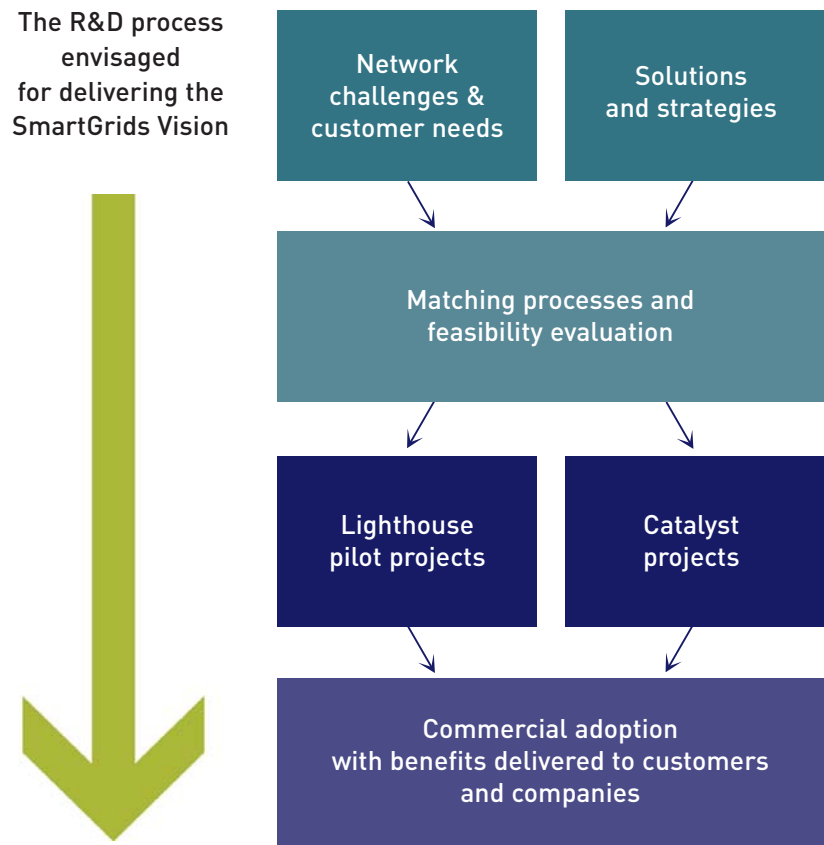 The R&D process
envisaged
for delivering the
SmartGrids Vision
Network
challenges &
customer needs
Solutions
and strategies
Matching processes and
feasibility evaluation
Lighthouse
pilot projects
Catalyst
projects
Commercial adoption
with benefits delivered to customers
and companies